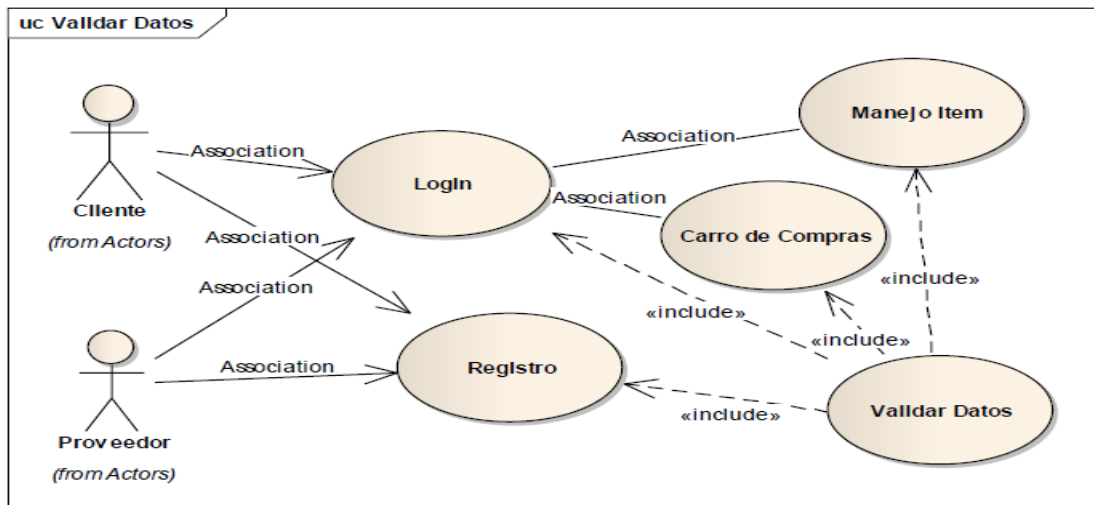 uc Validar Datos
Manejo Item
Association
Association
LogIn
Association
Cliente
(from Actors)
Carro de Compras
Association
Association
«include»
«include»
«include»
Registro
Association
Validar Datos
«include»
Proveedor
(from Actors)